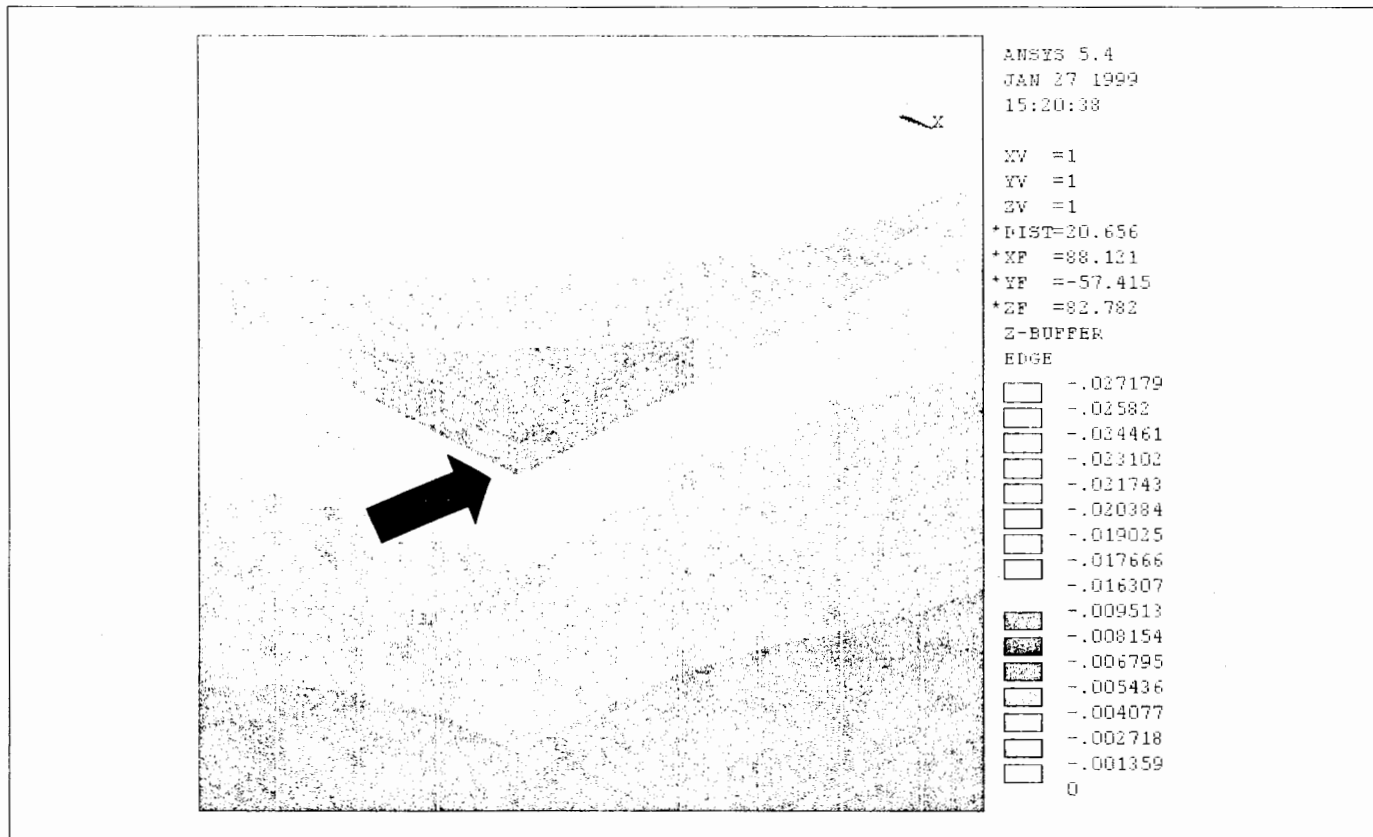 X
ANSYS 5.4
JAN 27 1999
15:20:38
XV =1
YV =1
ZV =1
*DIST=20.656
*XF =88.121
*YF =-57.415
*ZF =82.782
Z-BUFFER
EDGE
-.027179
-.02582
-.024461
-.023102
-.021743
-.020384
-.019025
-.017666
-.016307
-.009513
-.008154
-.006795
-.005436
-.004077
-.002718
-.001359
0